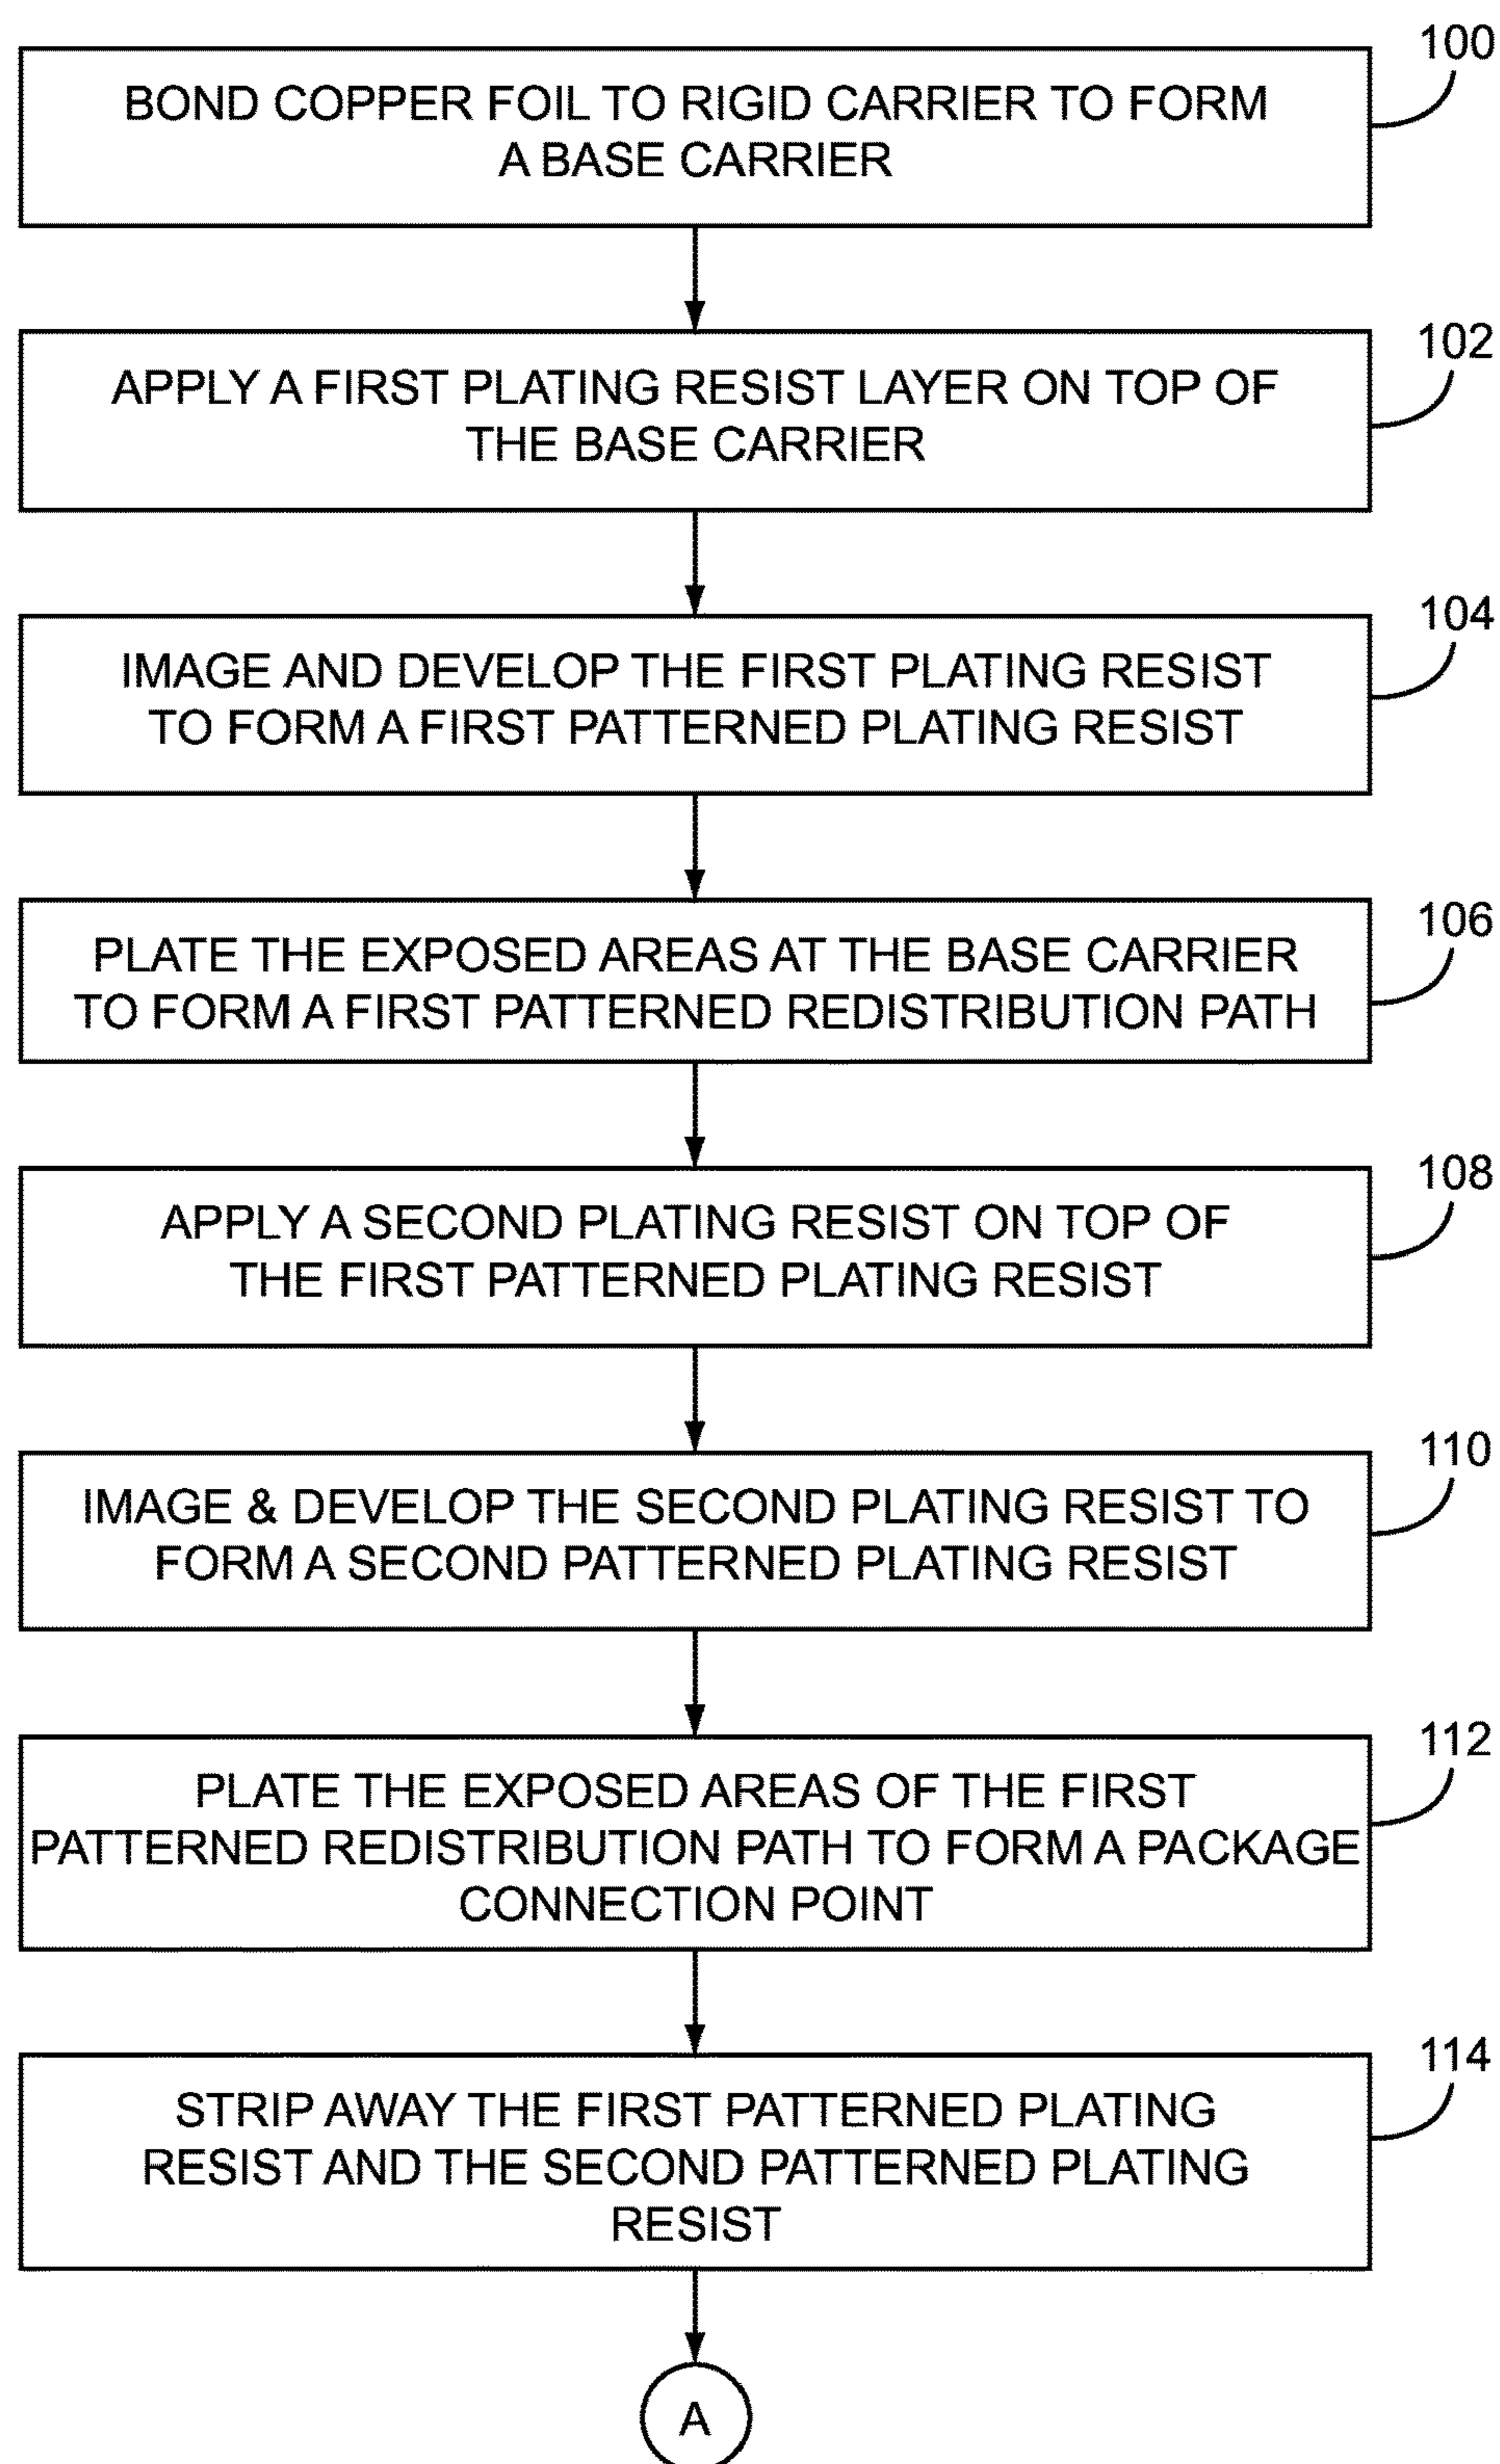 100
BOND COPPER FOIL TO RIGID CARRIER TO FORM
A BASE CARRIER
102
APPLY A FIRST PLATING RESIST LAYER ON TOP OF
THE BASE CARRIER
104
IMAGE AND DEVELOP THE FIRST PLATING RESIST
TO FORM A FIRST PATTERNED PLATING RESIST
106
PLATE THE EXPOSED AREAS AT THE BASE CARRIER
TO FORM A FIRST PATTERNED REDISTRIBUTION PATH
108
APPLY A SECOND PLATING RESIST ON TOP OF
THE FIRST PATTERNED PLATING RESIST
110
IMAGE & DEVELOP THE SECOND PLATING RESIST TO
FORM A SECOND PATTERNED PLATING RESIST
112
PLATE THE EXPOSED AREAS OF THE FIRST
PATTERNED REDISTRIBUTION PATH TO FORM A PACKAGE
CONNECTION POINT
114
STRIP AWAY THE FIRST PATTERNED PLATING
RESIST AND THE SECOND PATTERNED PLATING
RESIST
A